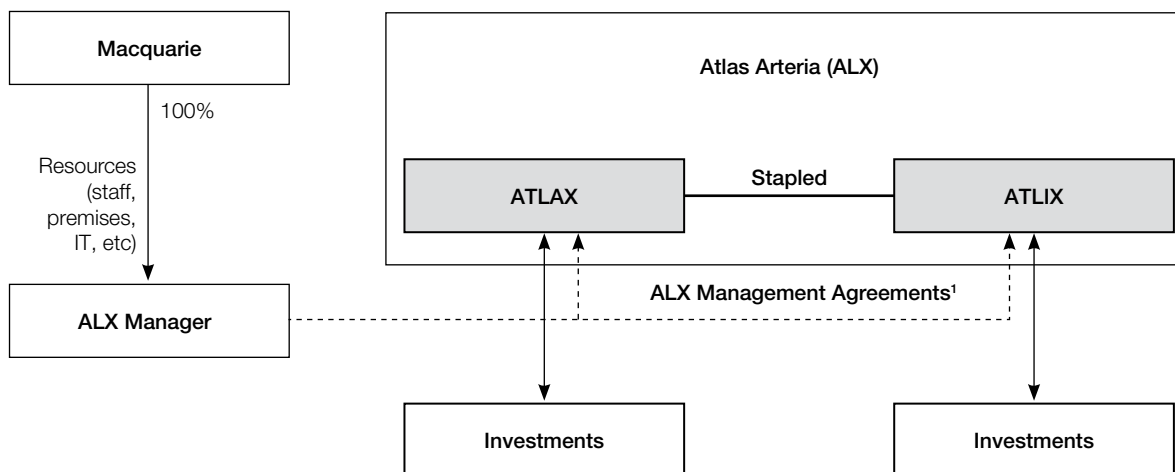 Macquarie
Atlas Arteria (ALX)
100%
Resources
(staff,
premises,
IT, etc)
ATLAX
Stapled
ATLIX
ALX Management Agreements¹
ALX Manager
Investments
Investments